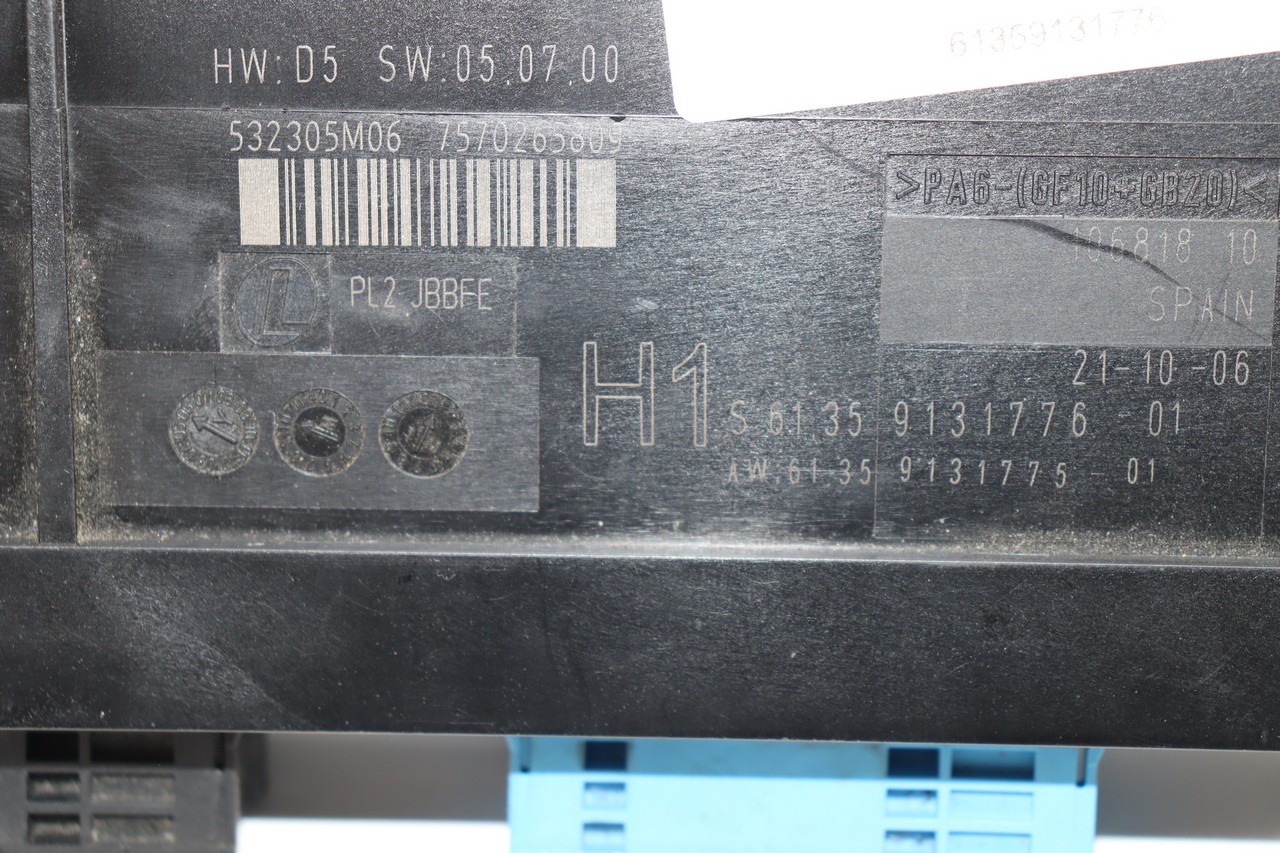 HW:D5 SW:05.07.00
61359131776
532305M06 7570265809
>PA6-(GF10+GB20)<
106818 10
PL2 JBBFE
SPAIN
H1
21-10-06
S 61 35 9131776 01
AW.61 35 9131775-01